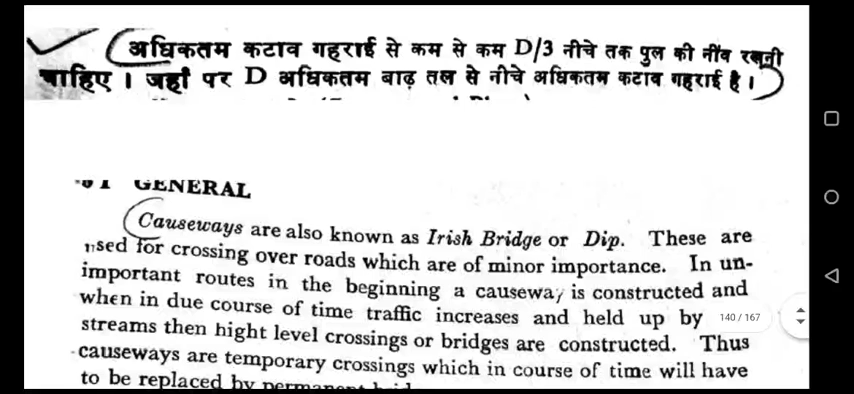 अधिकतम कटाव गहराई से कम से कम D/3 नीचे तक पुल की नींव रखनी
चाहिए । जहाँ पर D अधिकतम बाढ़ तल से नीचे अधिकतम कटाव गहराई है ।
GENERAL
Causeways are also known as Irish Bridge or Dip. These are
used for crossing over roads which are of minor importance. In un-
important routes in the beginning a causeway is constructed and
when in due course of time traffic increases and held up by
140 / 167
streams then hight level crossings or bridges are constructed. Thus
causeways are temporary crossings which in course of time will have
to be replaced by